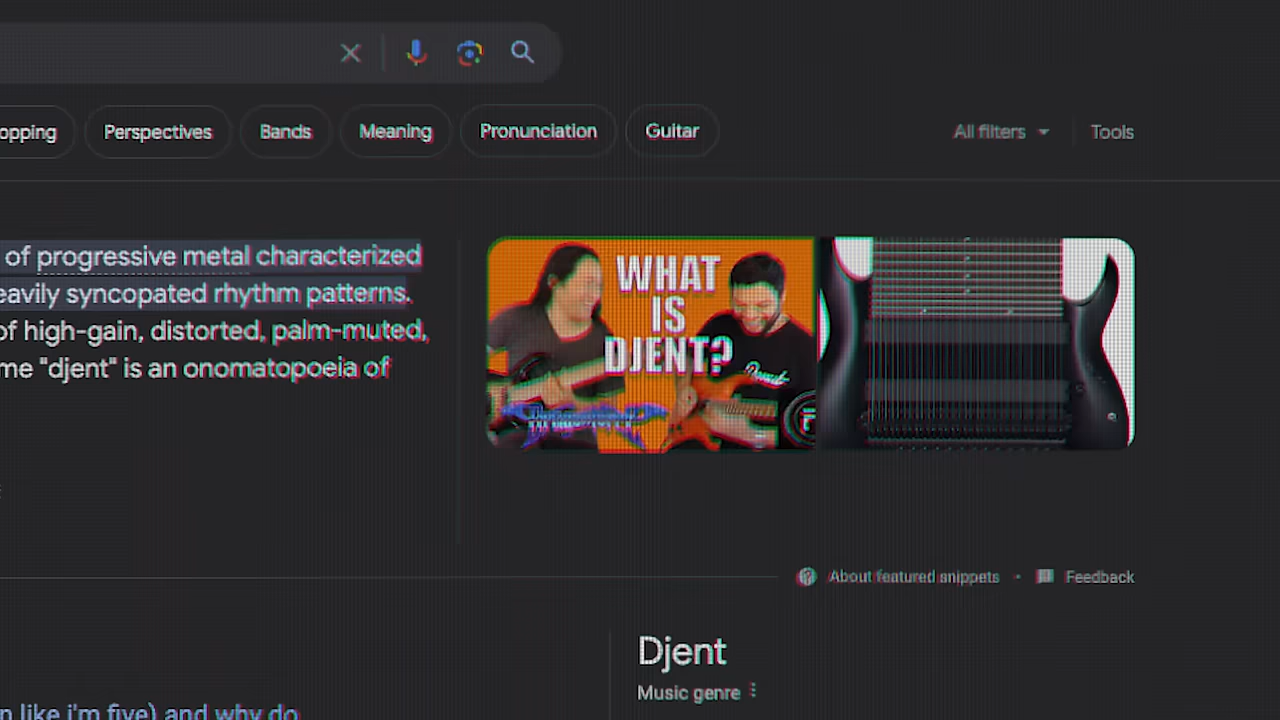 opping
Perspectives
Bands
Meaning
Pronunciation
Guitar
All filters
Tools
of progressive metal characterized
eavily syncopated rhythm patterns.
of high-gain, distorted, palm-muted,
me "djent" is an onomatopoeia of
WHAT
IS
DJENT?
About featured snippets
Feedback
Djent
Music genre
n like i'm five) and why do